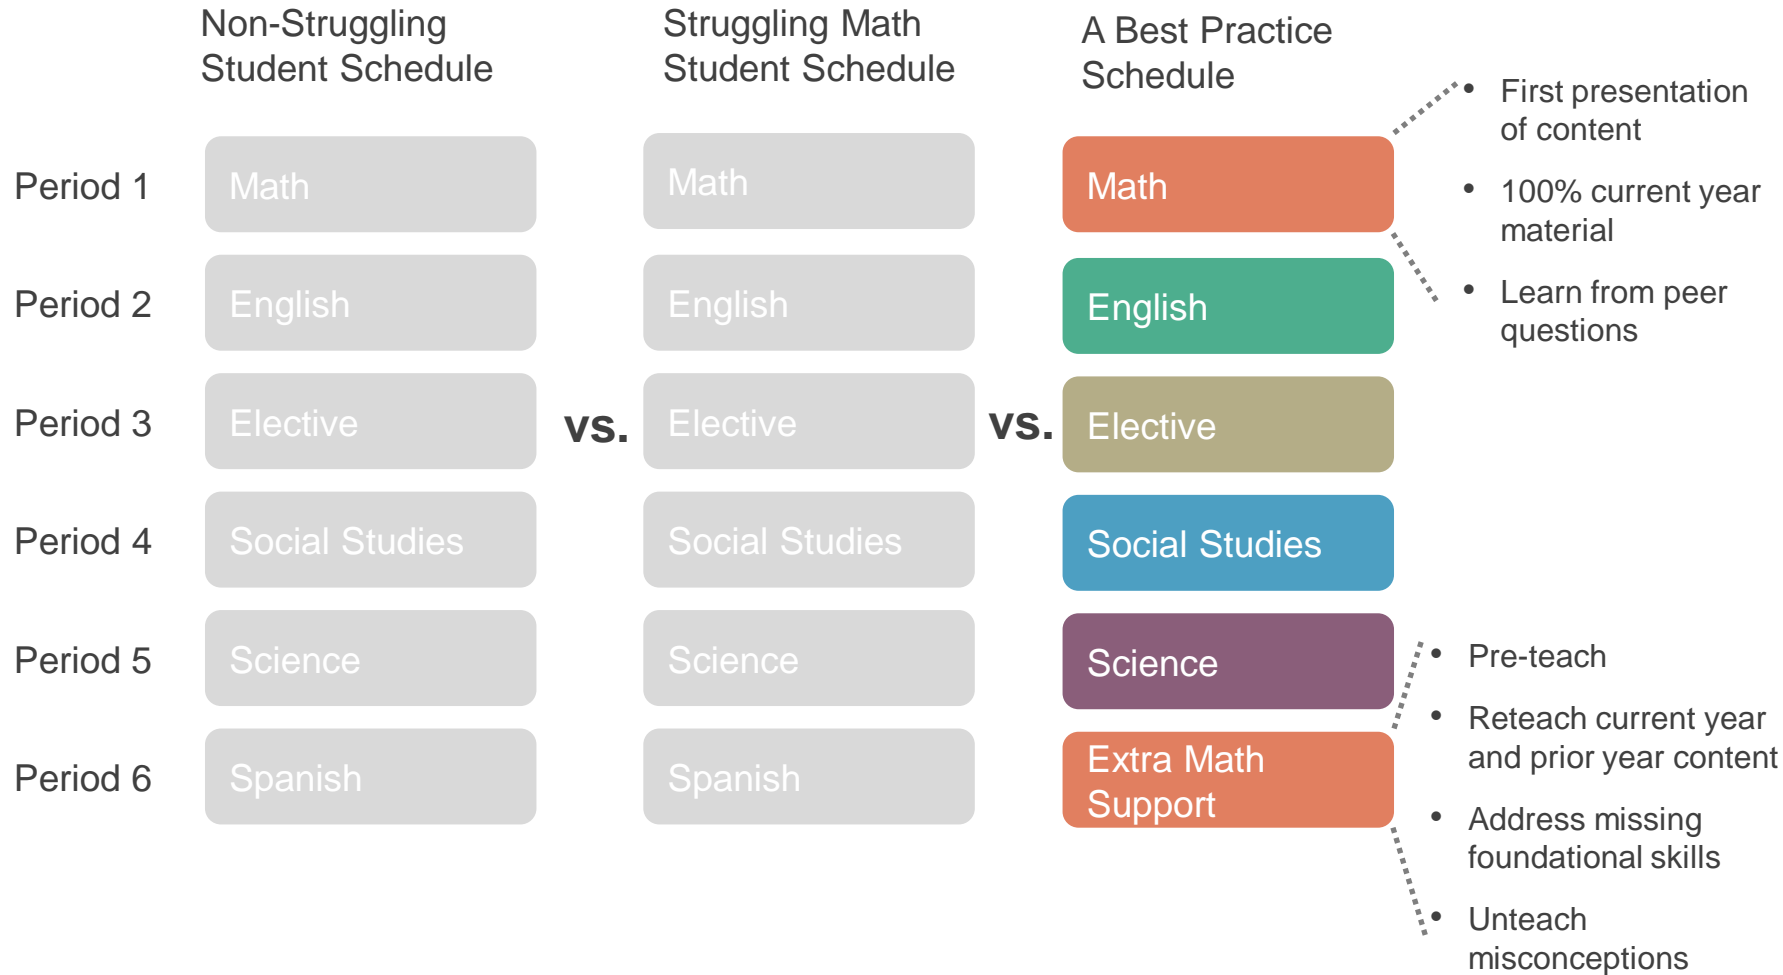 Non-Struggling
Student Schedule
Struggling Math
Student Schedule
A Best Practice
Schedule
• First presentation
of content
• 100% current year
material
• Learn from peer
questions
Period 1
Math
Math
Math
Period 2
English
English
English
Period 3
Elective
vs.
Elective
vs.
Elective
Period 4
Social Studies
Social Studies
Social Studies
Period 5
Science
Science
Science
Period 6
Spanish
Spanish
Extra Math
Support
• Pre-teach
• Reteach current year
and prior year content
• Address missing
foundational skills
• Unteach
misconceptions